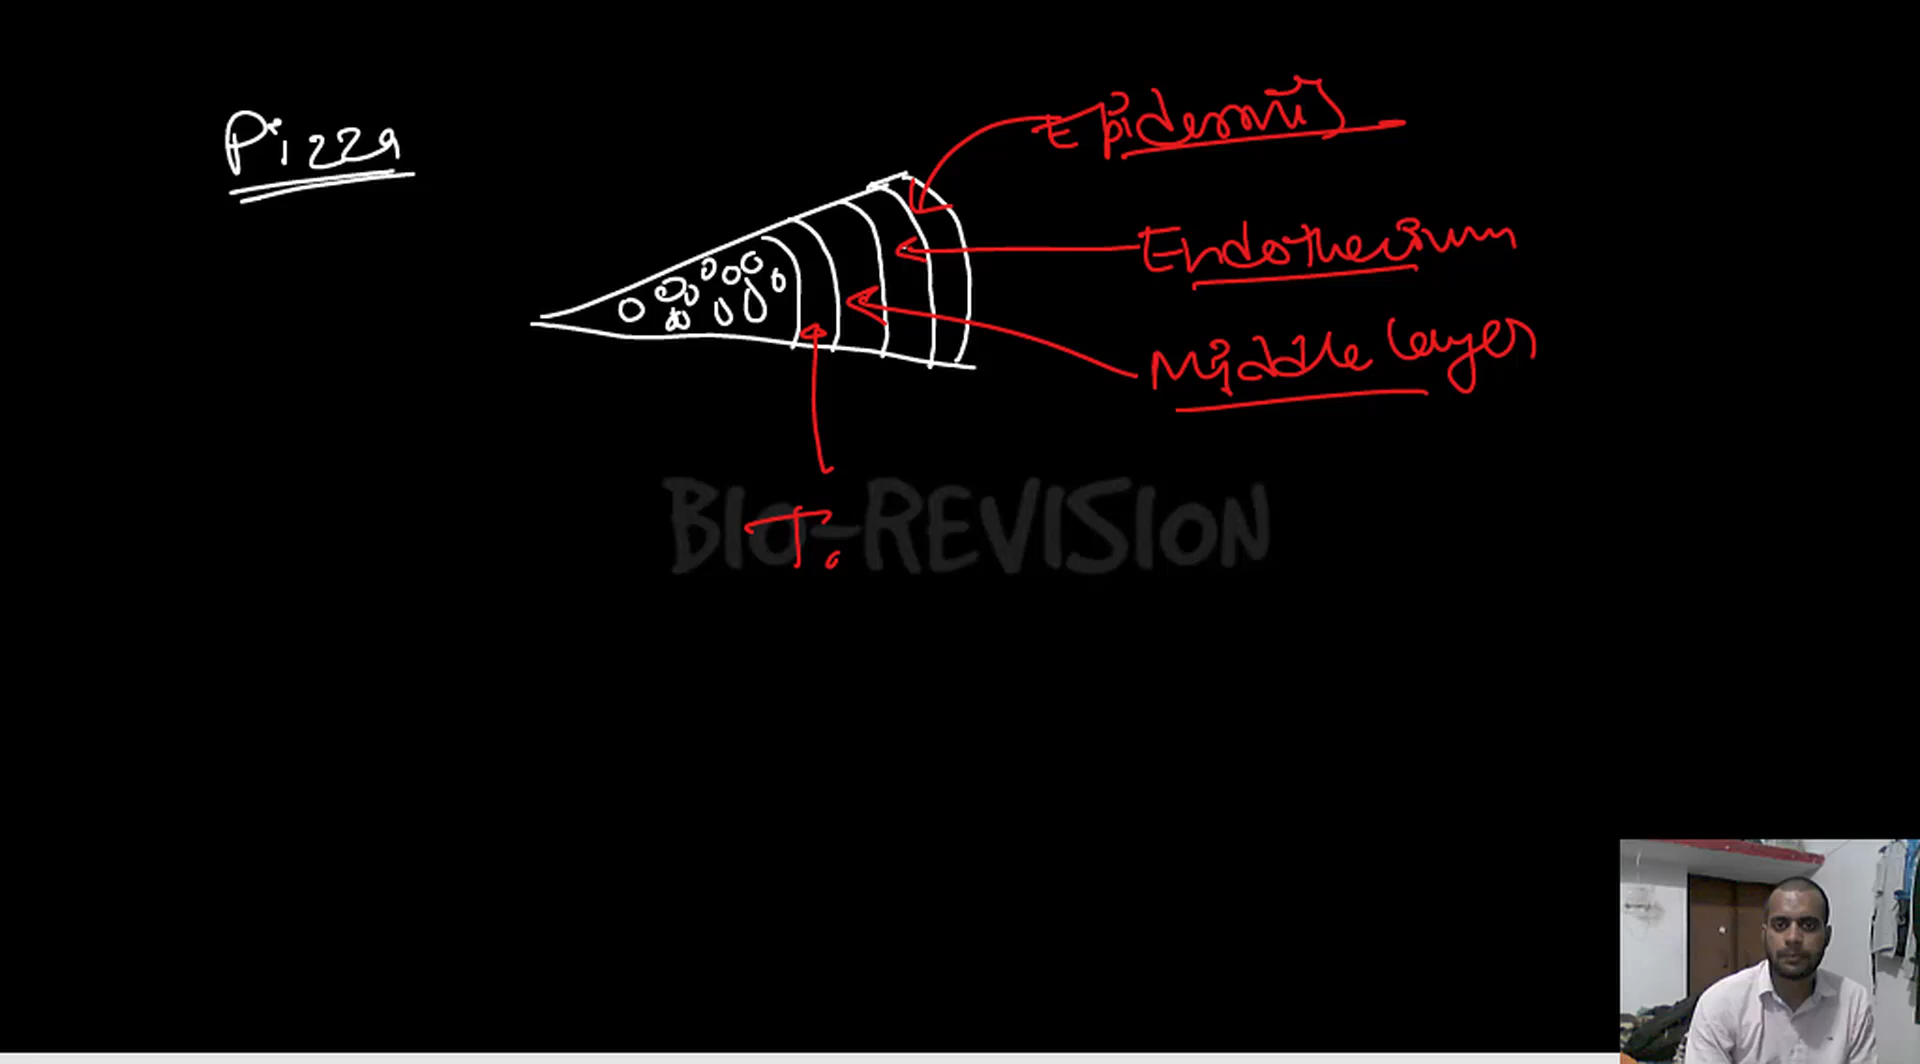 Pizza
Epidermis
Endothecium
Middle layer
BIO-REVISION
T.